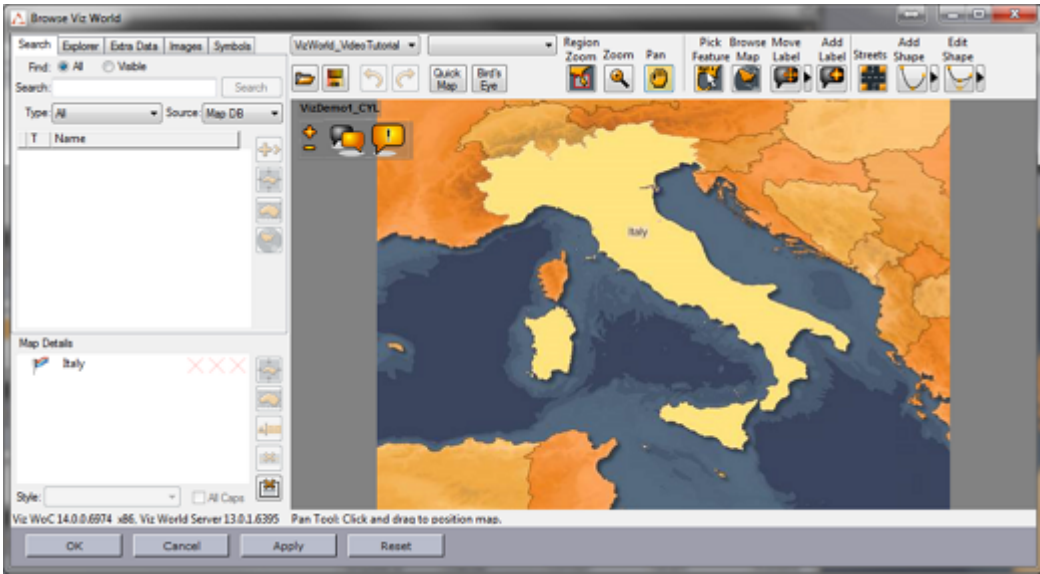 Browse Viz World
Search Explorer Extra Data Images Symbols
Find: All Visible
Search: Search
Type: All Source: Map DB
T Name
VizWorld_VideoTutorial
Quick Map Bird's Eye
Region Zoom Zoom Pan Pick Feature Browse Map Move Label Add Label Streets Add Shape Edit Shape
VizDemo1_CYL
Italy
Map Details
Italy
Style: All Caps
Viz WoC 14.0.0.6974 x86, Viz World Server 13.0.1.6395 Pan Tool: Click and drag to position map.
OK Cancel Apply Reset